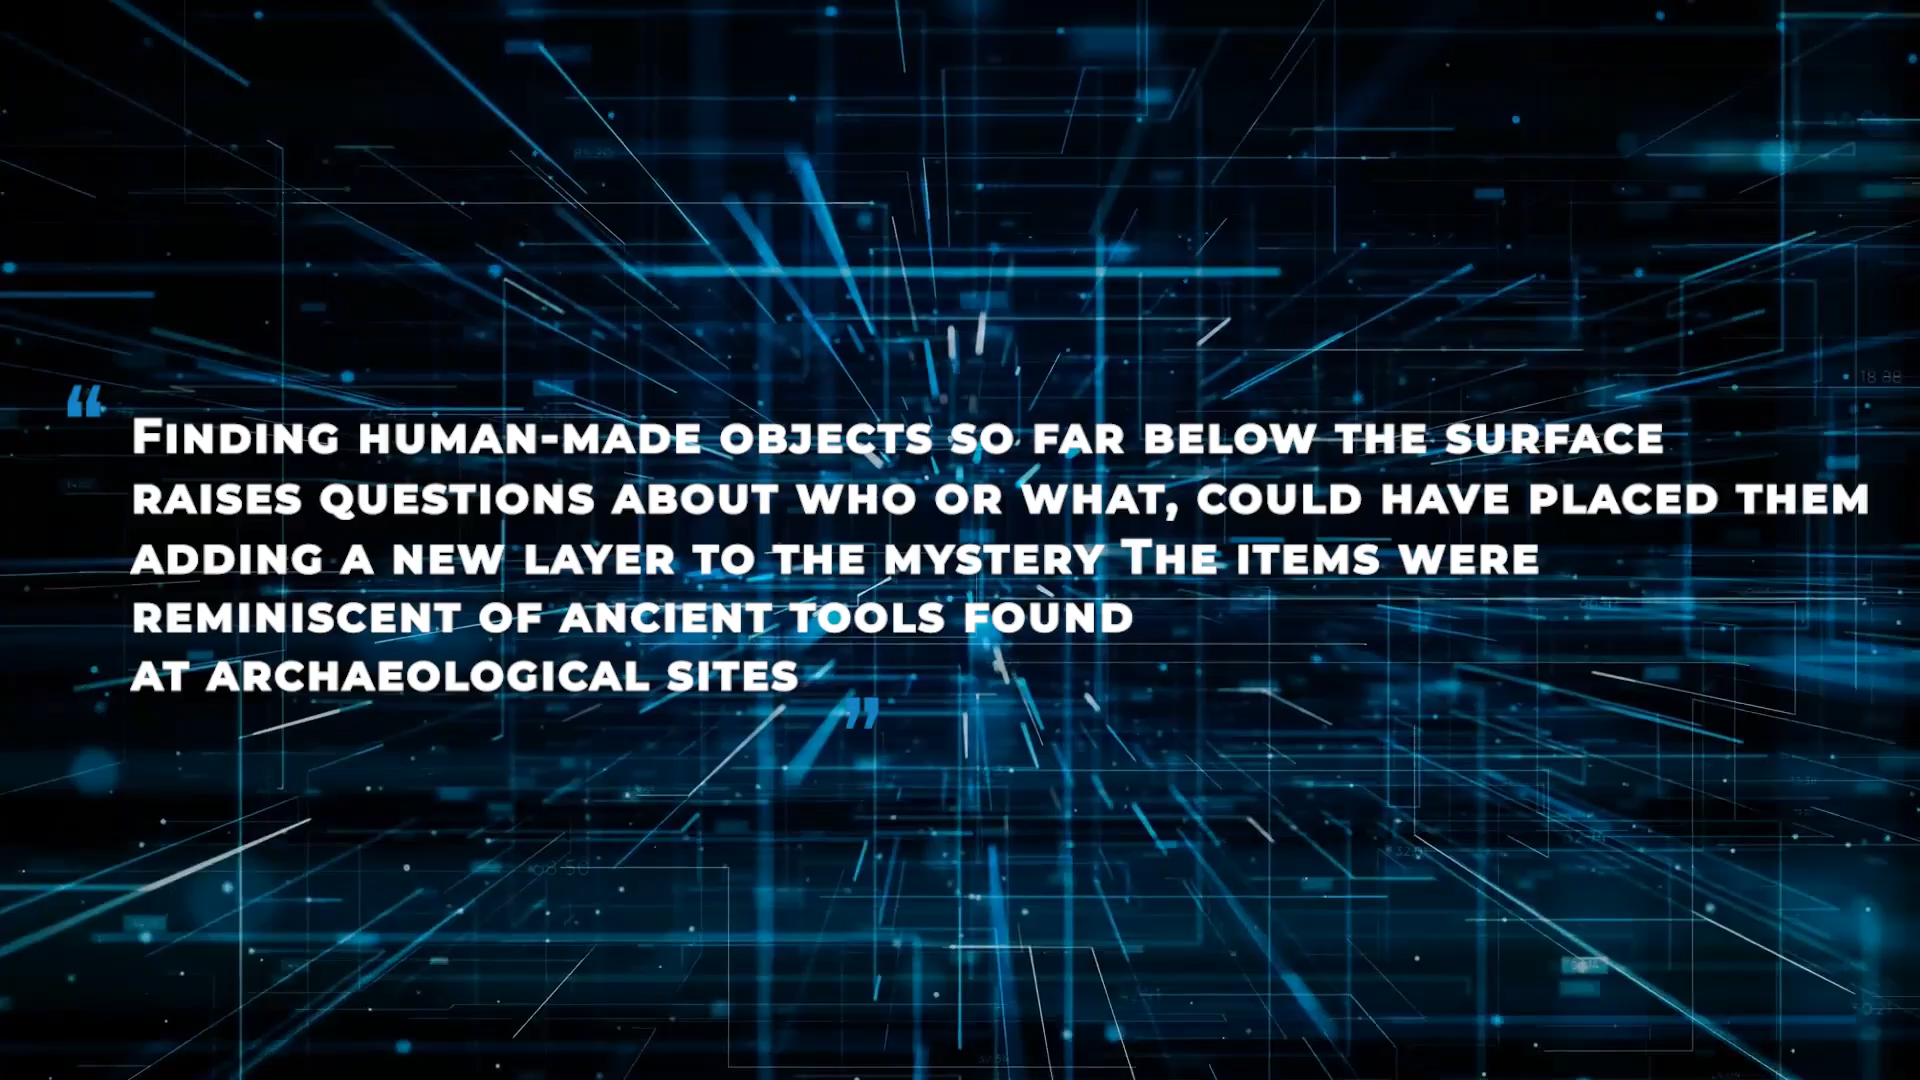 “
Finding human-made objects so far below the surface
raises questions about who or what, could have placed them
adding a new layer to the mystery The items were
reminiscent of ancient tools found
at archaeological sites
”